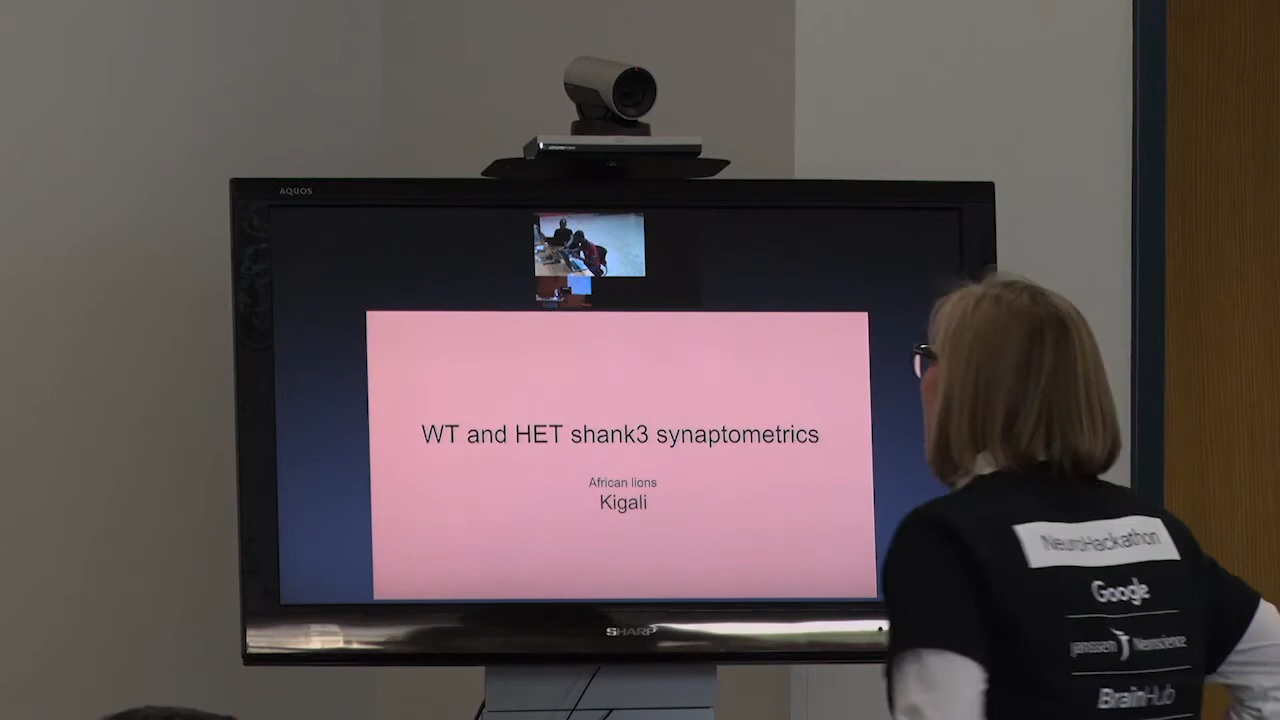 AQUOS
WT and HET shank3 synaptometrics
African lions
Kigali
SHARP
NeuroHackathon
Google
janssen Neuroscience
BrainHub